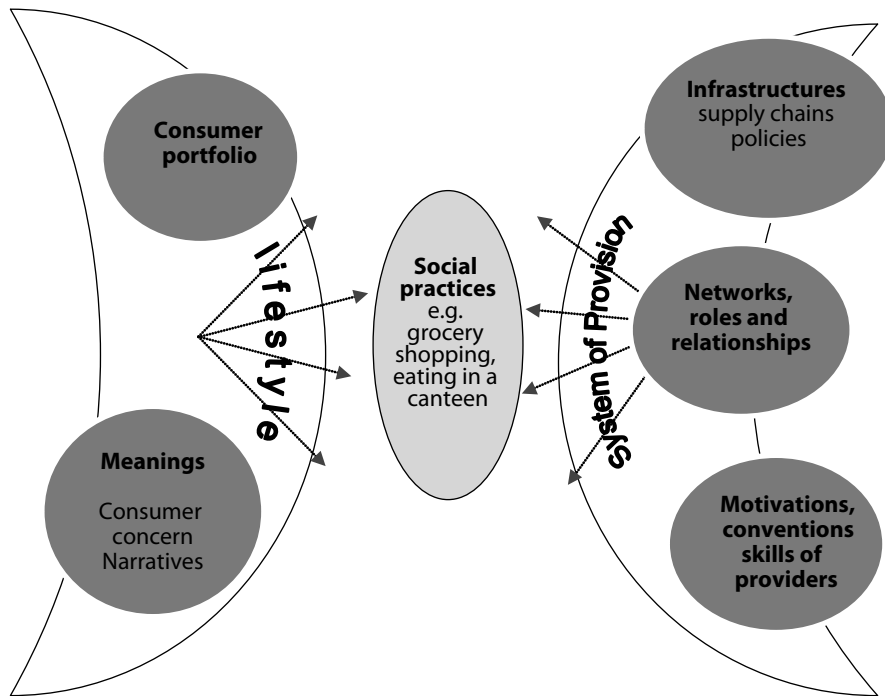 Consumer
portfolio
lifestyle
Meanings
Consumer
concern
Narratives
Social
practices
e.g.
grocery
shopping,
eating in a
canteen
System of Provision
Infrastructures
supply chains
policies
Networks,
roles and
relationships
Motivations,
conventions
skills of
providers